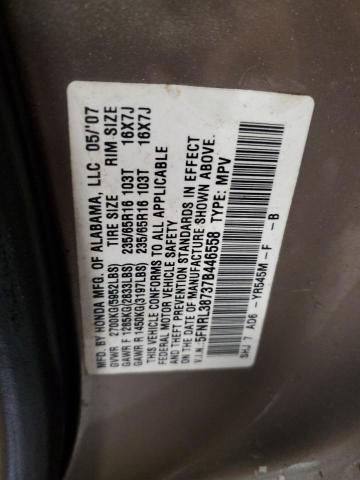 MFD. BY HONDA MFG. OF ALABAMA, LLC 05/'07
TIRE SIZE RIM SIZE
GVWR 2700KG(5952LBS)
GAWR F 1285KG(2833LBS) 235/65R16 103T 16X7J
GAWR R 1450KG(3197LBS) 235/65R16 103T 16X7J
THIS VEHICLE CONFORMS TO ALL APPLICABLE
FEDERAL MOTOR VEHICLE SAFETY
AND THEFT PREVENTION STANDARDS IN EFFECT
ON THE DATE OF MANUFACTURE SHOWN ABOVE.
V.I.N.: 5FNRL38737B446558 TYPE: MPV
SHJ 7 AD6 -YR545M-F -B